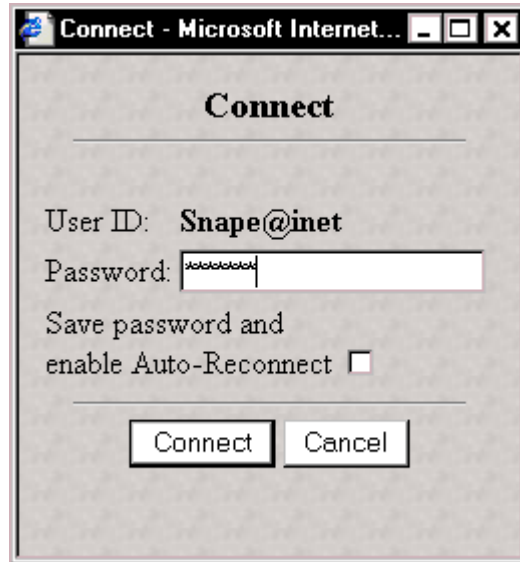 Connect - Microsoft Internet...
Connect
User ID: Snape@inet
Password: ********
Save password and
enable Auto-Reconnect
Connect Cancel